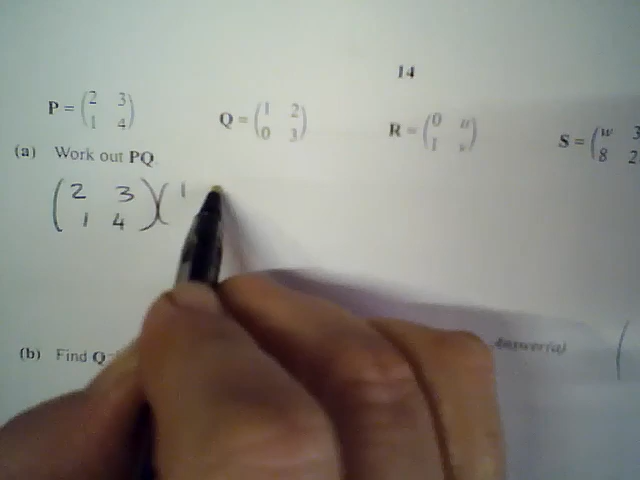 14
P = (2 3 Q = (1 2 R = (0 u S = (w 3
1 4) 0 3) 1 8 2
(a) Work out PQ
(2 3)(1
1 4
(b) Find Q
Answer(a) (